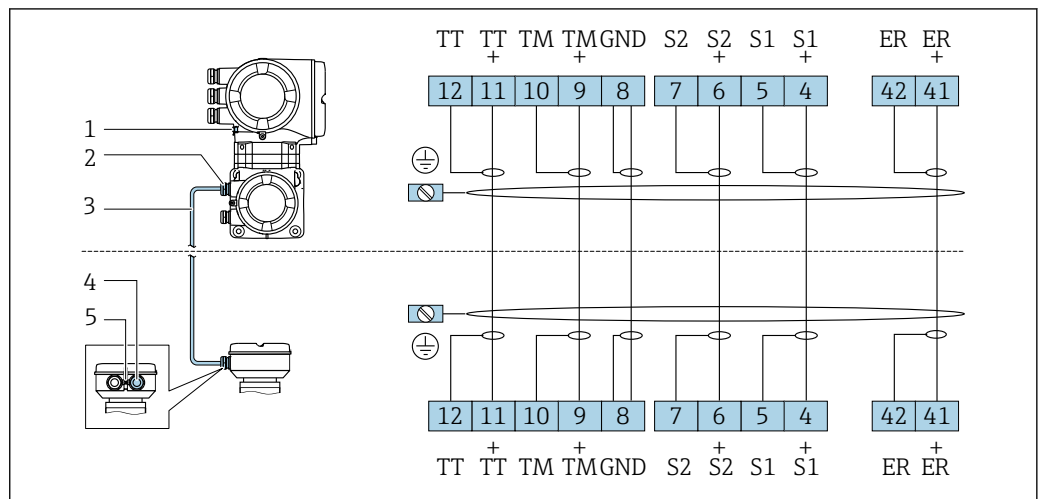 TT TT TM TM GND S2 S2 S1 S1 ER ER
+ + + + +
12 11 10 9 8 7 6 5 4 42 41
1
2
3
4
5
12 11 10 9 8 7 6 5 4 42 41
+ + + + +
TT TT TM TM GND S2 S2 S1 S1 ER ER